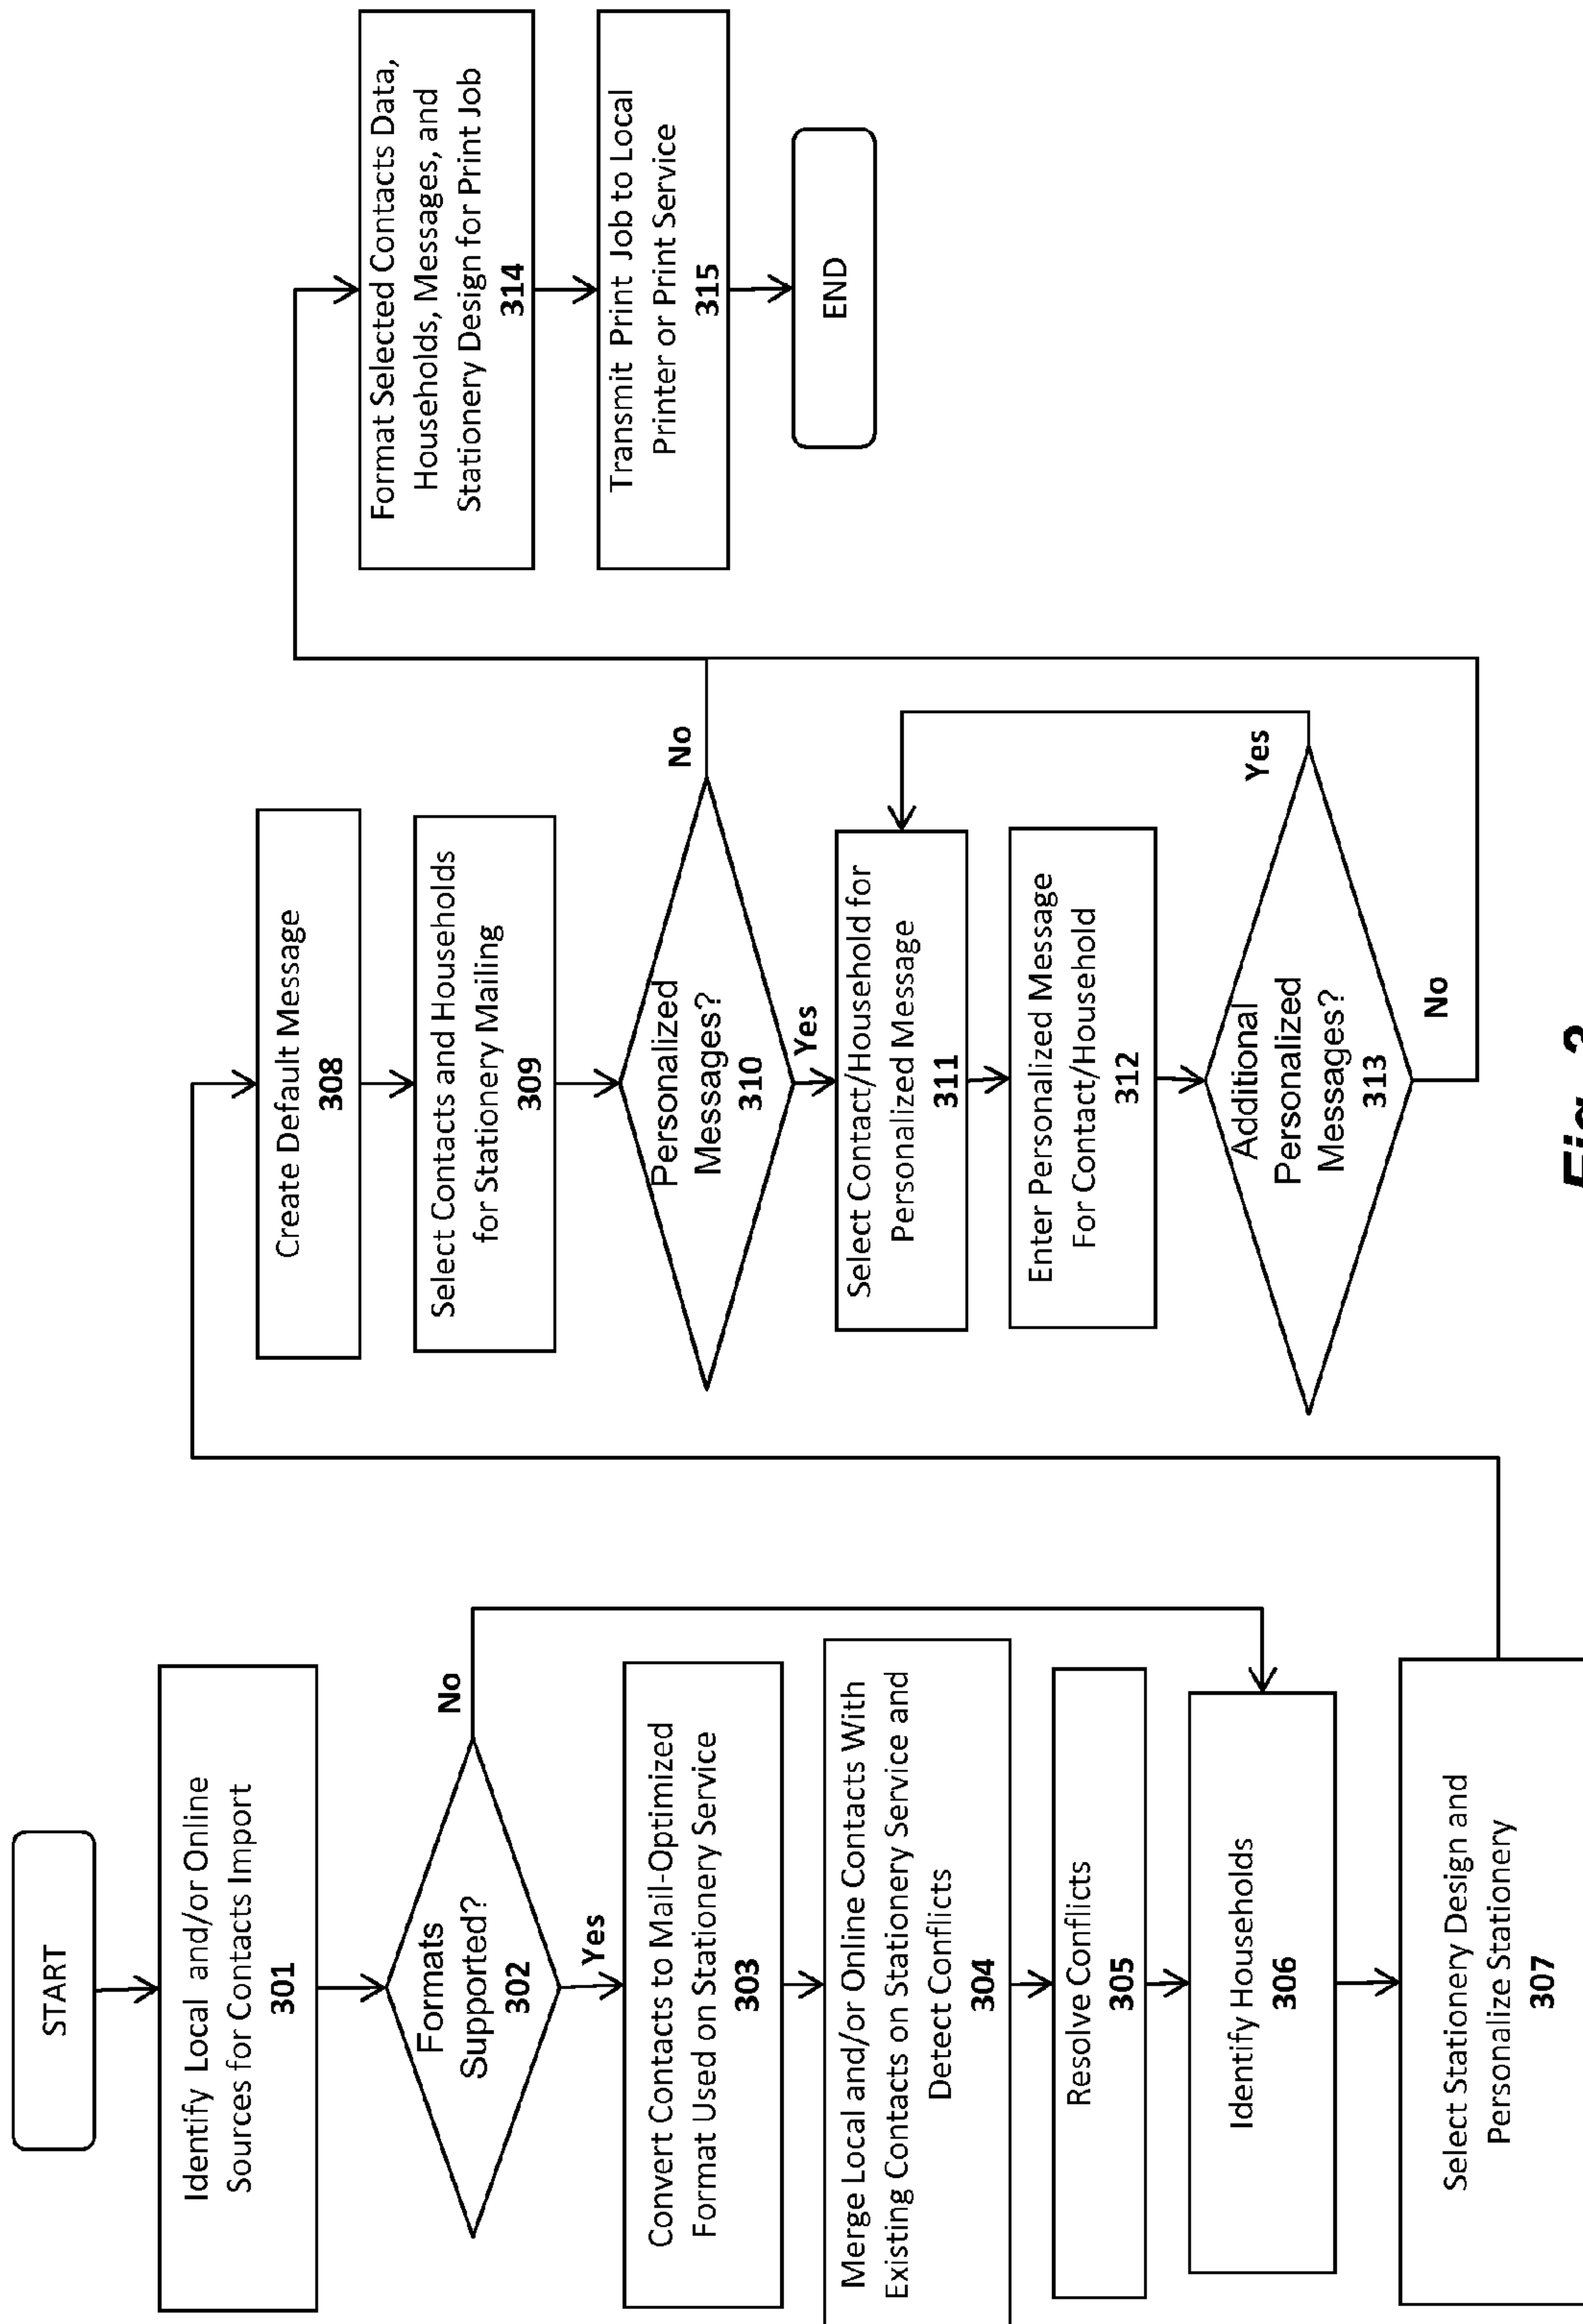 START
Identify Local and/or Online
Sources for Contacts Import
301
Formats
Supported?
302
No
Yes
Convert Contacts to Mail-Optimized
Format Used on Stationery Service
303
Merge Local and/or Online Contacts With
Existing Contacts on Stationery Service and
Detect Conflicts
304
Resolve Conflicts
305
Identify Households
306
Select Stationery Design and
Personalize Stationery
307
Create Default Message
308
Select Contacts and Households
for Stationery Mailing
309
Personalized
Messages?
310
No
Yes
Select Contact/Household for
Personalized Message
311
Enter Personalized Message
For Contact/Household
312
Additional
Personalized
Messages?
313
Yes
No
Format Selected Contacts Data,
Households, Messages, and
Stationery Design for Print Job
314
Transmit Print Job to Local
Printer or Print Service
315
END
Fig. 3